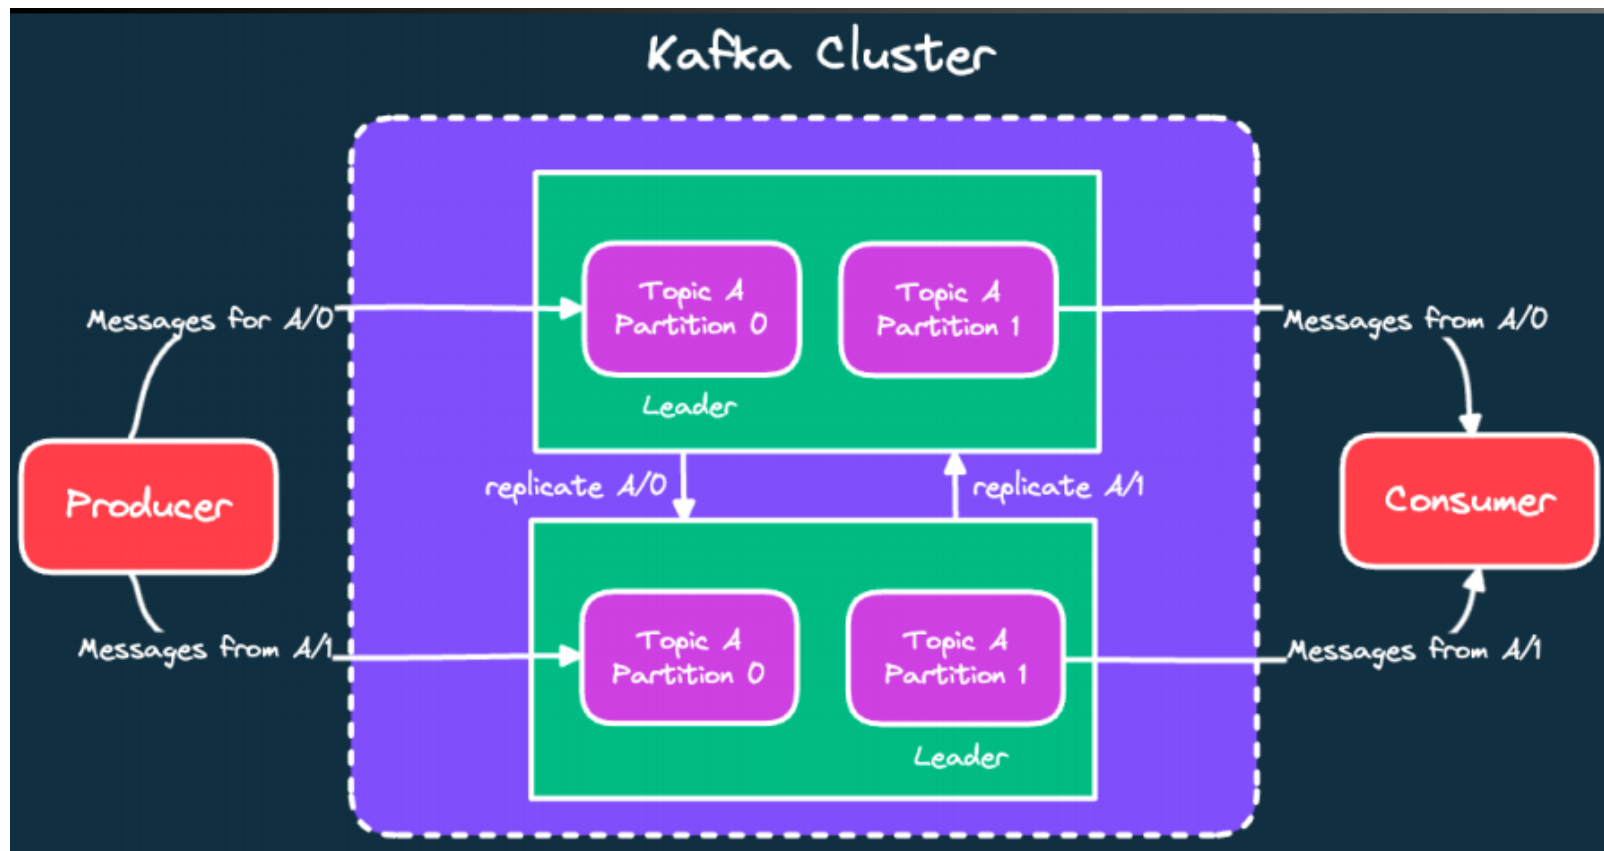 Kafka Cluster
Topic A
Partition 0
Topic A
Partition 1
Leader
Messages for A/0
Messages from A/0
Producer
replicate A/0
replicate A/1
Consumer
Messages from A/1
Topic A
Partition 0
Topic A
Partition 1
Messages from A/1
Leader